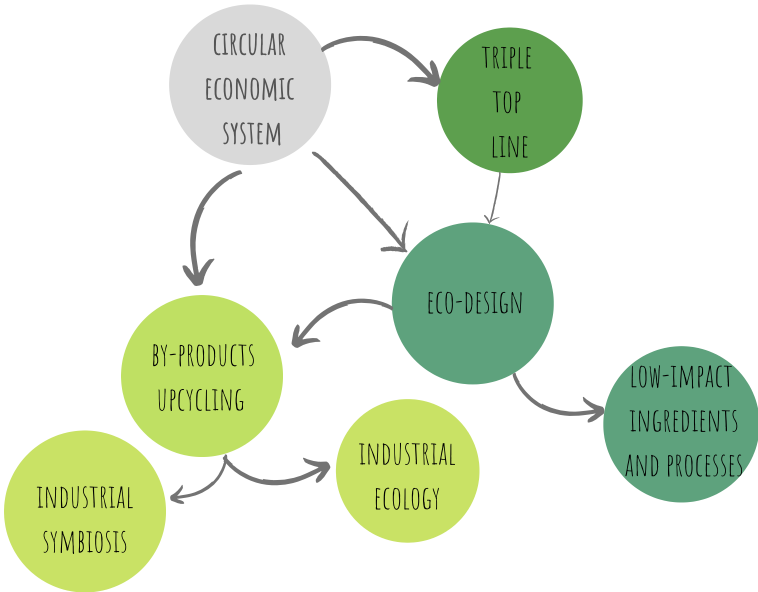 CIRCULAR
ECONOMIC
SYSTEM
TRIPLE
TOP
LINE
ECO-DESIGN
BY-PRODUCTS
UPCYCLING
LOW-IMPACT
INGREDIENTS
AND PROCESSES
INDUSTRIAL
ECOLOGY
INDUSTRIAL
SYMBIOSIS